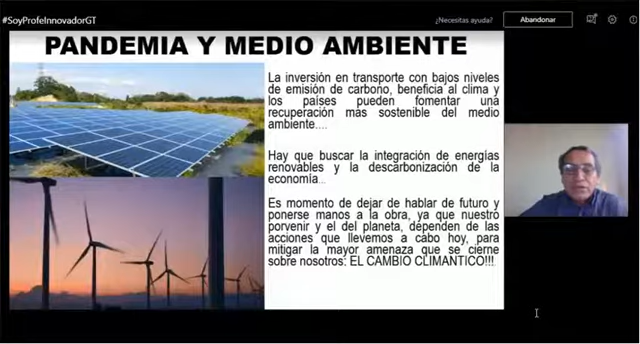 #SoyProfeInnovadorGT
¿Necesitas ayuda?
Abandonar
PANDEMIA Y MEDIO AMBIENTE
La inversión en transporte con bajos niveles
de emisión de carbono, beneficia al clima y
los países pueden fomentar una
recuperación más sostenible del medio
ambiente....
Hay que buscar la integración de energías
renovables y la descarbonización de la
economía...
Es momento de dejar de hablar de futuro y
ponerse manos a la obra, ya que nuestro
porvenir y el del planeta, dependen de las
acciones que llevemos a cabo hoy, para
mitigar la mayor amenaza que se cierne
sobre nosotros: EL CAMBIO CLIMANTICO!!!